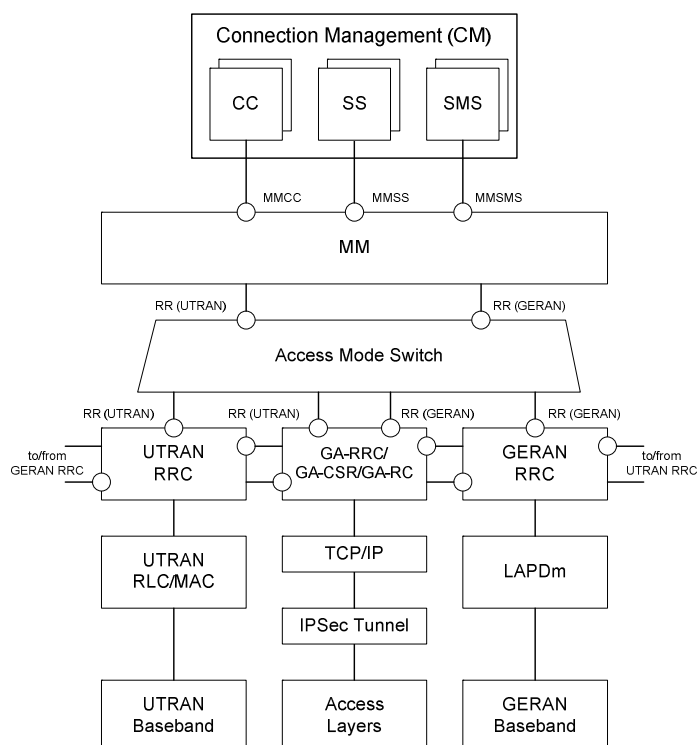 Connection Management (CM)
CC
SS
SMS
MMCC
MMSS
MMSMS
MM
RR (UTRAN)
RR (GERAN)
Access Mode Switch
RR (UTRAN)
RR (UTRAN)
RR (GERAN)
RR (GERAN)
to/from
GERAN RRC
UTRAN
RRC
GA-RRC/
GA-CSR/GA-RC
GERAN
RRC
to/from
UTRAN RRC
UTRAN
RLC/MAC
TCP/IP
LAPDm
IPSec Tunnel
UTRAN
Baseband
Access
Layers
GERAN
Baseband